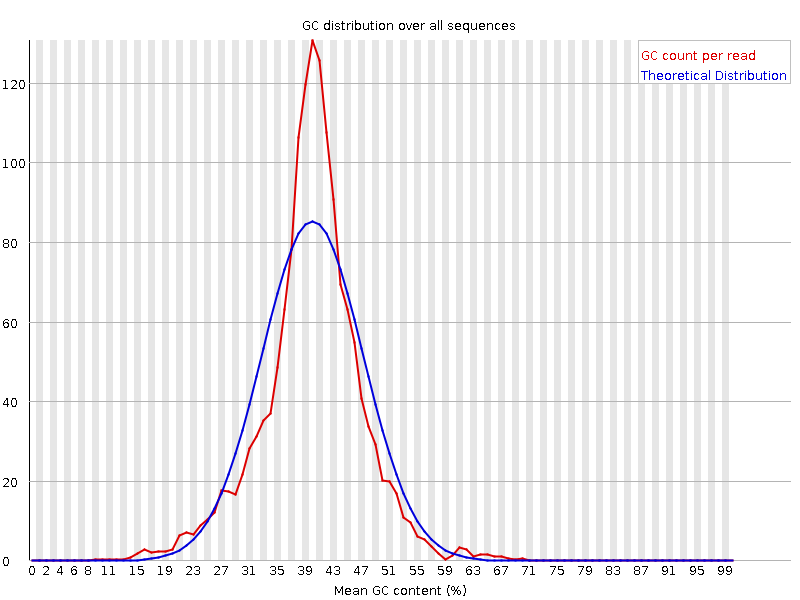 GC distribution over all sequences
GC count per read
Theoretical Distribution
120
100
80
60
40
20
0
0 2 4 6 8 11 15 19 23 27 31 35 39 43 47 51 55 59 63 67 71 75 79 83 87 91 95 99
Mean GC content (%)